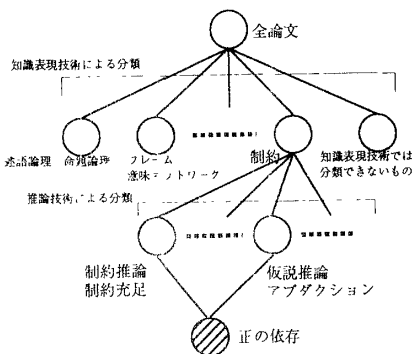 全論文
知識表現技術による分類
述語論理 命題論理
フレーム
意味ネットワーク
制約
知識表現技術では
分類できないもの
推論技術による分類
制約推論
制約充足
仮説推論
アブダクション
正の依存